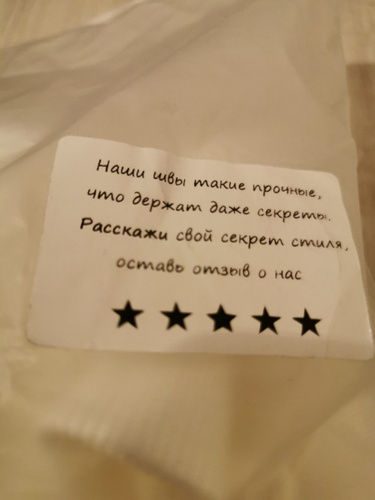 Наши швы такие прочные,
что держат даже секреты.
Расскажи свой секрет стиля,
оставь отзыв о нас
★ ★ ★ ★ ★